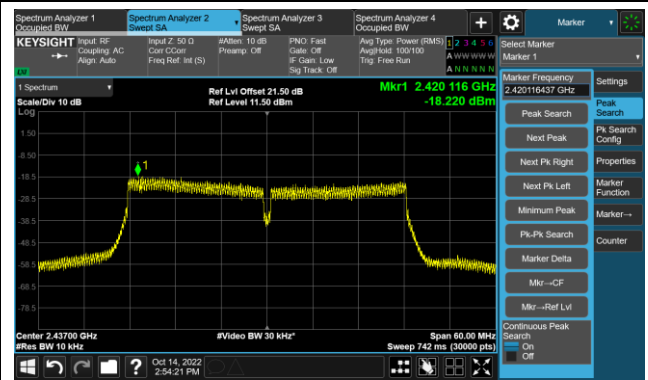 Spectrum Analyzer 1
Occupied BW
Spectrum Analyzer 2
Swept SA
Spectrum Analyzer 3
Swept SA
Spectrum Analyzer 4
Occupied BW
+
Marker
KEYSIGHT
Input: RF
Coupling: AC
Align: Auto
Input Z: 50 Ω
Corr CCorr
Freq Ref: Int (S)
#Atten: 10 dB
Preamp: Off
PNO: Fast
Gate: Off
IF Gain: Low
Sig Track: Off
Avg Type: Power (RMS)
Avg|Hold: 100/100
Trig: Free Run
1 2 3 4 5 6
A W W W W W
A N N N N N
LXI
Select Marker
Marker 1
1 Spectrum
Scale/Div 10 dB
Ref Lvl Offset 21.50 dB
Ref Level 11.50 dBm
Mkr1 2.420 116 GHz
-18.220 dBm
Log
1.50
-8.50
-18.5
-28.5
-38.5
-48.5
-58.5
-68.5
-78.5
1
Center 2.43700 GHz
#Res BW 10 kHz
#Video BW 30 kHz*
Span 60.00 MHz
Sweep 742 ms (30000 pts)
Marker Frequency
2.420116437 GHz
Peak Search
Next Peak
Next Pk Right
Next Pk Left
Minimum Peak
Pk-Pk Search
Marker Delta
Mkr→CF
Mkr→Ref Lvl
Continuous Peak
Search
On
Off
Settings
Peak
Search
Pk Search
Config
Properties
Marker
Function
Marker→
Counter
?
Oct 14, 2022
2:54:21 PM